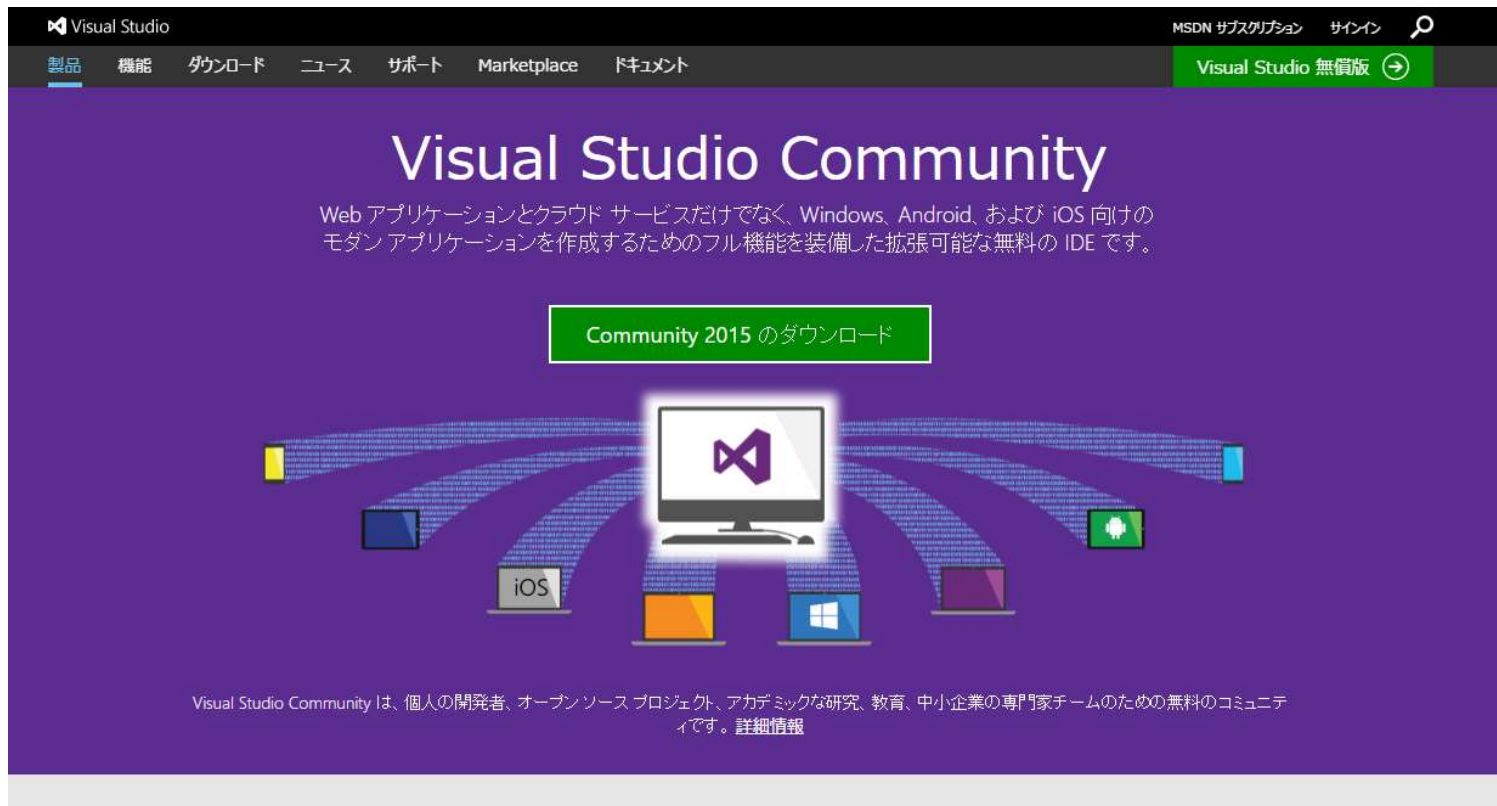 Visual Studio
MSDN サブスクリプション サインイン
製品 機能 ダウンロード ニュース サポート Marketplace ドキュメント
Visual Studio 無償版
Visual Studio Community
Web アプリケーションとクラウド サービスだけでなく、Windows、Android、および iOS 向けの
モダン アプリケーションを作成するためのフル機能を装備した拡張可能な無料の IDE です。
Community 2015 のダウンロード
iOS
Visual Studio Community は、個人の開発者、オープン ソース プロジェクト、アカデミックな研究、教育、中小企業の専門家チームのための無料のコミュニテ
ィです。詳細情報